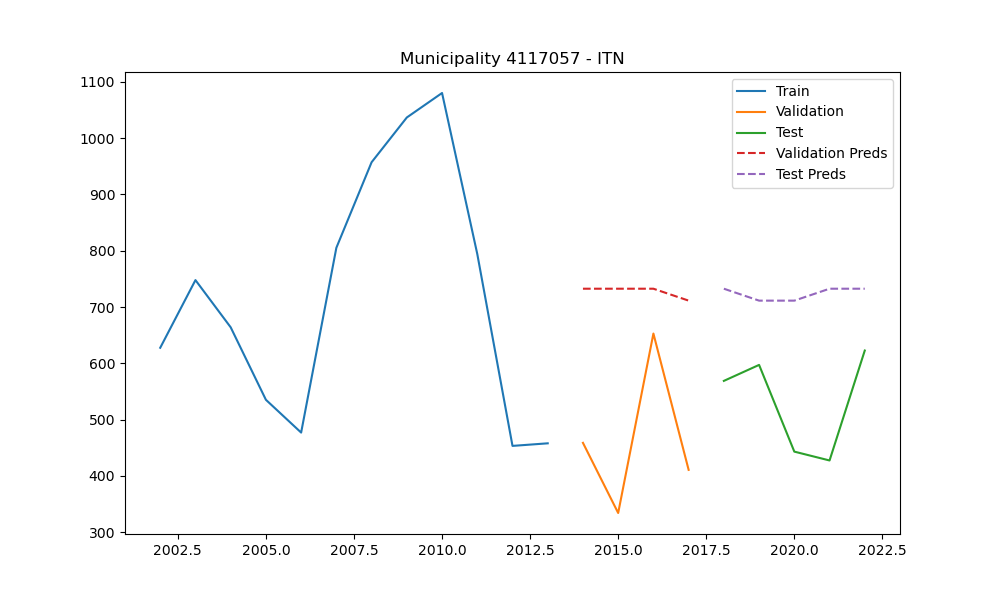 Municipality 4117057 - ITN
1100
1000
900
800
700
600
500
400
300
2002.5 2005.0 2007.5 2010.0 2012.5 2015.0 2017.5 2020.0 2022.5
Train
Validation
Test
Validation Preds
Test Preds